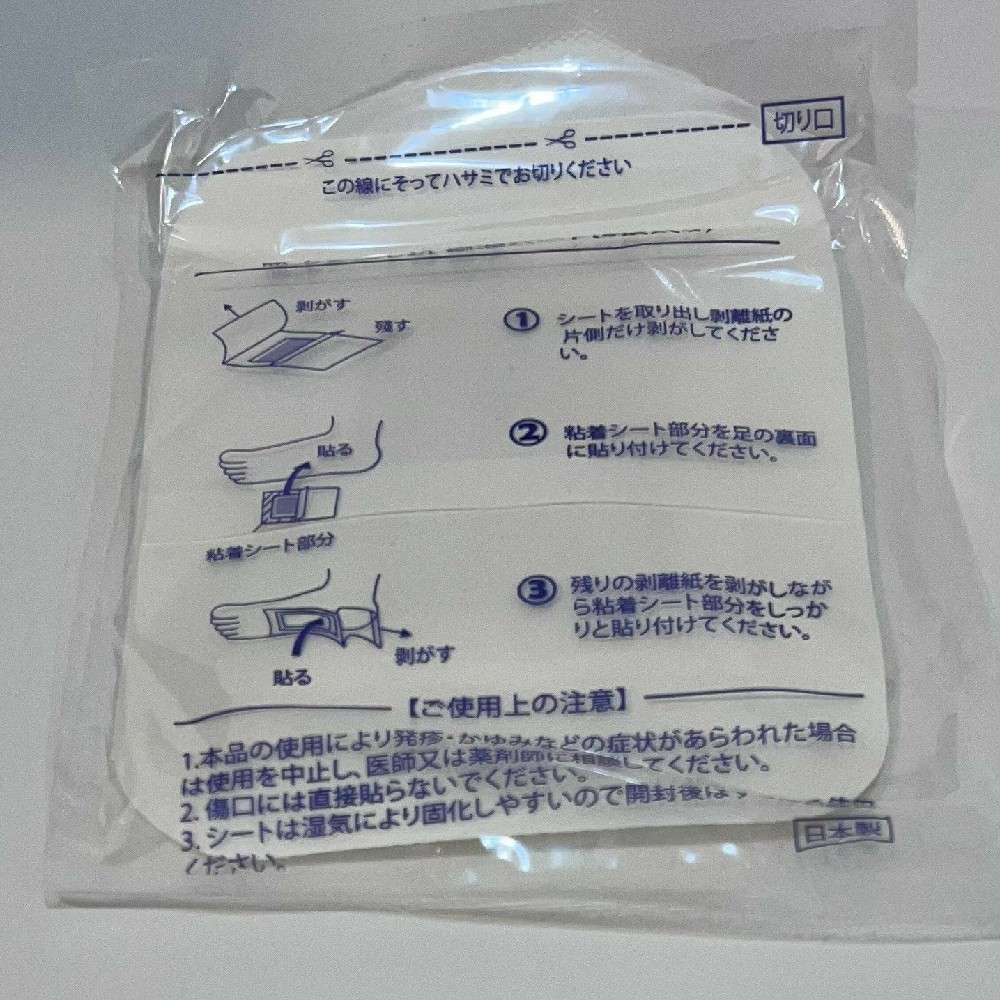 切り口
この線にそってハサミでお切りください
剥がす
残す
① シートを取り出し剥離紙の
片側だけ剥がしてくださ
い。
貼る
粘着シート部分
② 粘着シート部分を足の裏面
に貼り付けてください。
剥がす
貼る
③ 残りの剥離紙を剥がしなが
ら粘着シート部分をしっか
りと貼り付けてください。
【ご使用上の注意】
1.本品の使用により発疹・かゆみなどの症状があらわれた場合
は使用を中止し、医師又は薬剤師に相談してください。
2. 傷口には直接貼らないでください。
3. シートは湿気により固化しやすいので開封後は
ください。
日本製